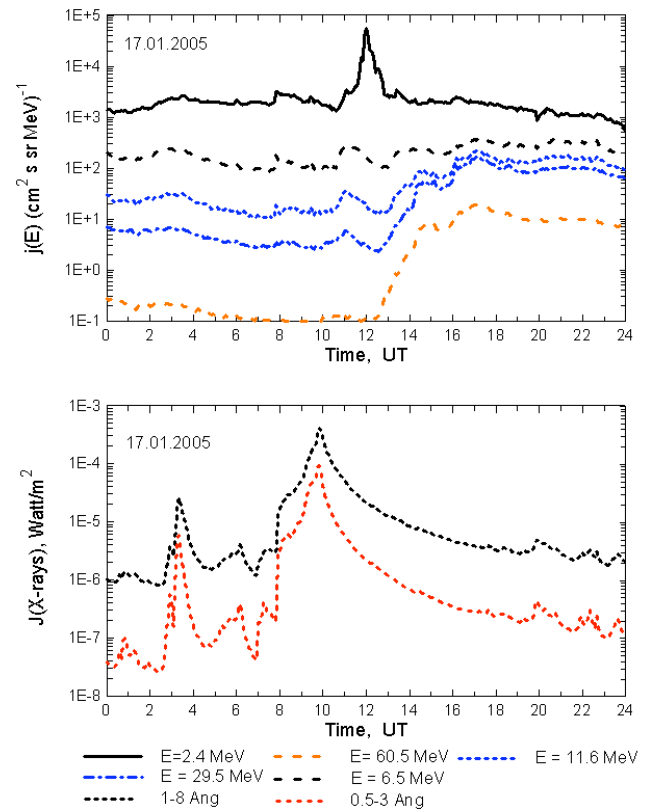 1E+5
17.01.2005
1E+4
1E+3
1E+2
1E+1
1E+0
1E-1
j(E) (cm² s sr MeV)⁻¹
0 2 4 6 8 10 12 14 16 18 20 22 24
Time, UT
1E-3
17.01.2005
1E-4
1E-5
1E-6
1E-7
1E-8
J(X-rays), Watt/m²
0 2 4 6 8 10 12 14 16 18 20 22 24
Time, UT
E=2.4 MeV E= 60.5 MeV E = 11.6 MeV
E = 29.5 MeV E = 6.5 MeV
1-8 Ang 0.5-3 Ang